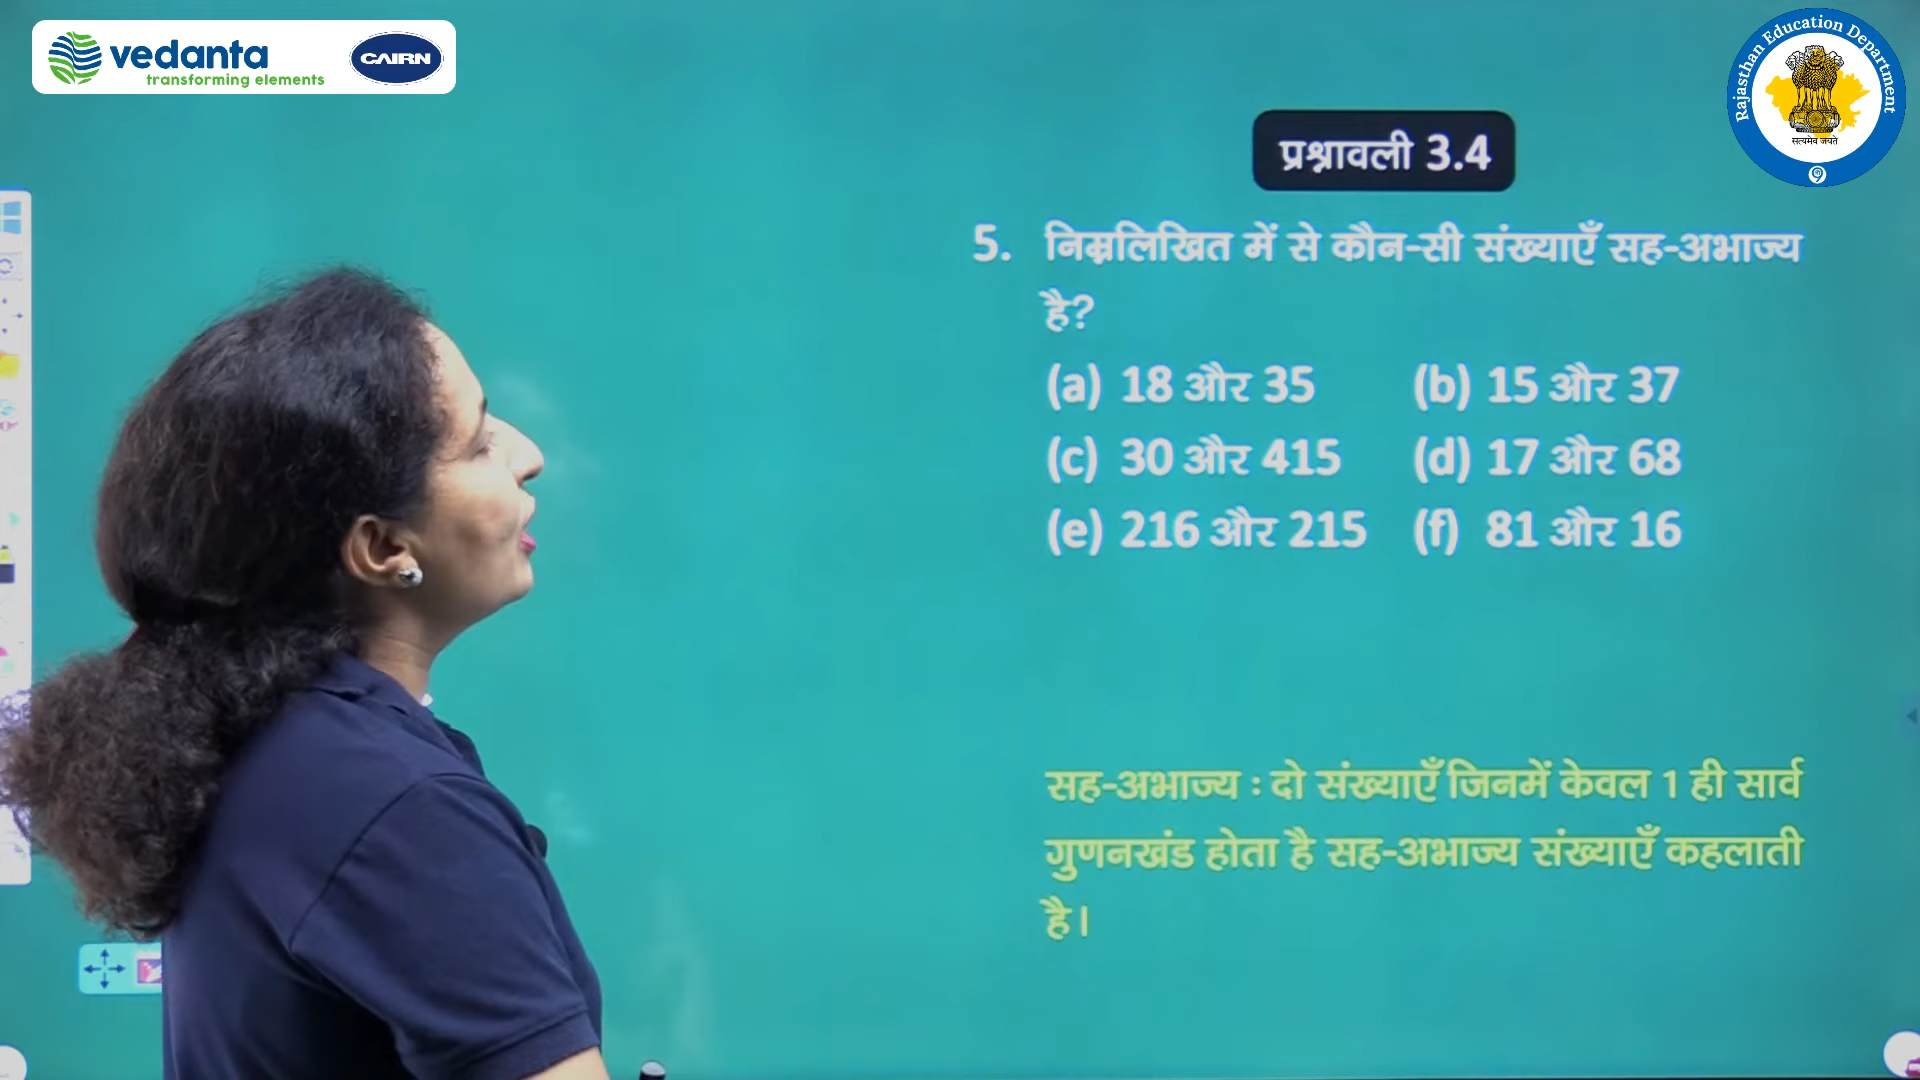 vedanta
transforming elements
CAIRN
Rajasthan Education Department
सत्यमेव जयते
प्रश्नावली 3.4
5. निम्नलिखित में से कौन-सी संख्याएँ सह-अभाज्य
है?
(a) 18 और 35 (b) 15 और 37
(c) 30 और 415 (d) 17 और 68
(e) 216 और 215 (f) 81 और 16
सह-अभाज्य : दो संख्याएँ जिनमें केवल 1 ही सार्व
गुणनखंड होता है सह-अभाज्य संख्याएँ कहलाती
है।